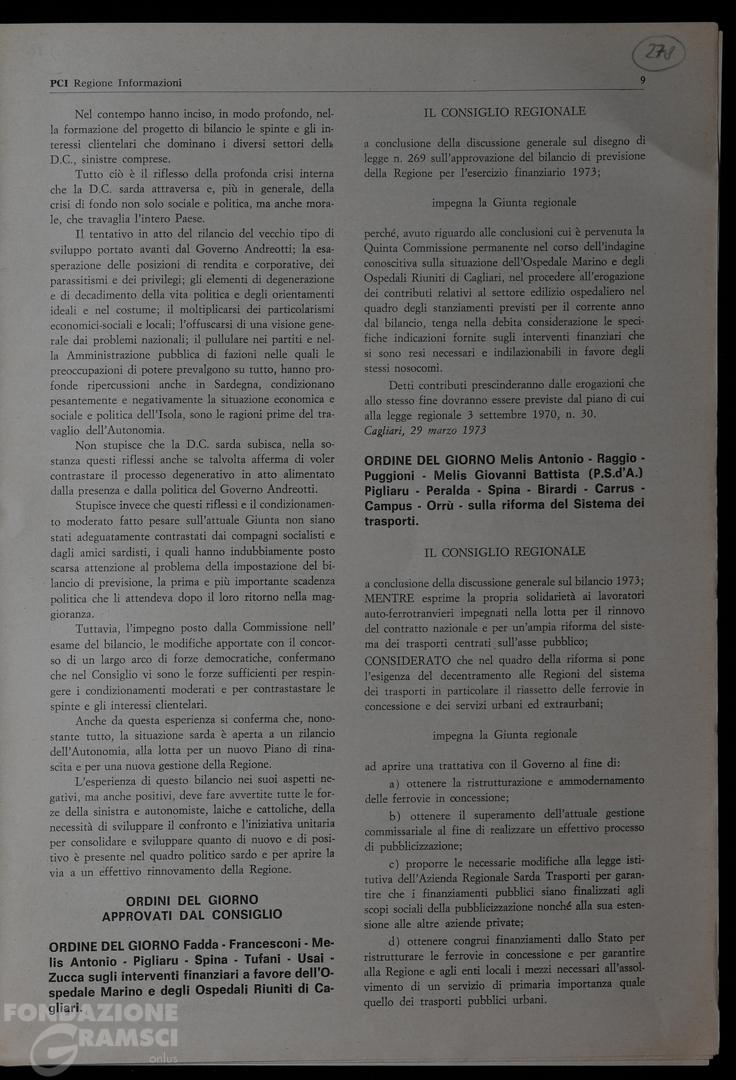 278
PCI Regione Informazioni
9
Nel contempo hanno inciso, in modo profondo, nel-
la formazione del progetto di bilancio le spinte e gli in-
teressi clientelari che dominano i diversi settori della
D.C., sinistre comprese.
Tutto ciò è il riflesso della profonda crisi interna
che la D.C. sarda attraversa e, più in generale, della
crisi di fondo non solo sociale e politica, ma anche mora-
le, che travaglia l'intero Paese.
Il tentativo in atto del rilancio del vecchio tipo di
sviluppo portato avanti dal Governo Andreotti; la esa-
sperazione delle posizioni di rendita e corporative, dei
parassitismi e dei privilegi; gli elementi di degenerazione
e di decadimento della vita politica e degli orientamenti
ideali e nel costume; il moltiplicarsi dei particolarismi
economici-sociali e locali; l'offuscarsi di una visione gene-
rale dai problemi nazionali; il pullulare nei partiti e nel-
la Amministrazione pubblica di fazioni nelle quali le
preoccupazioni di potere prevalgono su tutto, hanno pro-
fonde ripercussioni anche in Sardegna, condizionano
pesantemente e negativamente la situazione economica e
sociale e politica dell'Isola, sono le ragioni prime del tra-
vaglio dell'Autonomia.
Non stupisce che la D.C. sarda subisca, nella so-
stanza questi riflessi anche se talvolta afferma di voler
contrastare il processo degenerativo in atto alimentato
dalla presenza e dalla politica del Governo Andreotti.
Stupisce invece che questi riflessi e il condizionamen-
to moderato fatto pesare sull'attuale Giunta non siano
stati adeguatamente contrastati dai compagni socialisti e
dagli amici sardisti, i quali hanno indubbiamente posto
scarsa attenzione al problema della impostazione del bi-
lancio di previsione, la prima e più importante scadenza
politica che li attendeva dopo il loro ritorno nella mag-
gioranza.
Tuttavia, l'impegno posto dalla Commissione nell'
esame del bilancio, le modifiche apportate con il concor-
so di un largo arco di forze democratiche, confermano
che nel Consiglio vi sono le forze sufficienti per respin-
gere i condizionamenti moderati e per contrastastare le
spinte e gli interessi clientelari.
Anche da questa esperienza si conferma che, nono-
stante tutto, la situazione sarda è aperta a un rilancio
dell'Autonomia, alla lotta per un nuovo Piano di rina-
scita e per una nuova gestione della Regione.
L'esperienza di questo bilancio nei suoi aspetti ne-
gativi, ma anche positivi, deve fare avvertite tutte le for-
ze della sinistra e autonomiste, laiche e cattoliche, della
necessità di sviluppare il confronto e l'iniziativa unitaria
per consolidare e sviluppare quanto di nuovo e di posi-
tivo è presente nel quadro politico sardo e per aprire la
via a un effettivo rinnovamento della Regione.
ORDINI DEL GIORNO
APPROVATI DAL CONSIGLIO
ORDINE DEL GIORNO Fadda - Francesconi - Me-
lis Antonio - Pigliaru - Spina - Tufani - Usai -
Zucca sugli interventi finanziari a favore dell'O-
spedale Marino e degli Ospedali Riuniti di Ca-
gliari.
IL CONSIGLIO REGIONALE
a conclusione della discussione generale sul disegno di
legge n. 269 sull'approvazione del bilancio di previsione
della Regione per l'esercizio finanziario 1973;
impegna la Giunta regionale
perché, avuto riguardo alle conclusioni cui è pervenuta la
Quinta Commissione permanente nel corso dell'indagine
conoscitiva sulla situazione dell'Ospedale Marino e degli
Ospedali Riuniti di Cagliari, nel procedere all'erogazione
dei contributi relativi al settore edilizio ospedaliero nel
quadro degli stanziamenti previsti per il corrente anno
dal bilancio, tenga nella debita considerazione le speci-
fiche indicazioni fornite sugli interventi finanziari che
si sono resi necessari e indilazionabili in favore degli
stessi nosocomi.
Detti contributi prescinderanno dalle erogazioni che
allo stesso fine dovranno essere previste dal piano di cui
alla legge regionale 3 settembre 1970, n. 30.
Cagliari, 29 marzo 1973
ORDINE DEL GIORNO Melis Antonio - Raggio -
Puggioni - Melis Giovanni Battista (P.S.d'A.)
Pigliaru - Peralda - Spina - Birardi - Carrus -
Campus - Orrù - sulla riforma del Sistema dei
trasporti.
IL CONSIGLIO REGIONALE
a conclusione della discussione generale sul bilancio 1973;
MENTRE esprime la propria solidarietà ai lavoratori
auto-ferrotranvieri impegnati nella lotta per il rinnovo
del contratto nazionale e per un'ampia riforma del siste-
ma dei trasporti centrati sull'asse pubblico;
CONSIDERATO che nel quadro della riforma si pone
l'esigenza del decentramento alle Regioni del sistema
dei trasporti in particolare il riassetto delle ferrovie in
concessione e dei servizi urbani ed extraurbani;
impegna la Giunta regionale
ad aprire una trattativa con il Governo al fine di:
a) ottenere la ristrutturazione e ammodernamento
delle ferrovie in concessione;
b) ottenere il superamento dell'attuale gestione
commissariale al fine di realizzare un effettivo processo
di pubblicizzazione;
c) proporre le necessarie modifiche alla legge isti-
tutiva dell'Azienda Regionale Sarda Trasporti per garan-
tire che i finanziamenti pubblici siano finalizzati agli
scopi sociali della pubblicizzazione nonché alla sua esten-
sione alle altre aziende private;
d) ottenere congrui finanziamenti dallo Stato per
ristrutturare le ferrovie in concessione e per garantire
alla Regione e agli enti locali i mezzi necessari all'assol-
vimento di un servizio di primaria importanza quale
quello dei trasporti pubblici urbani.
FONDAZIONE
GRAMSCI
onlus